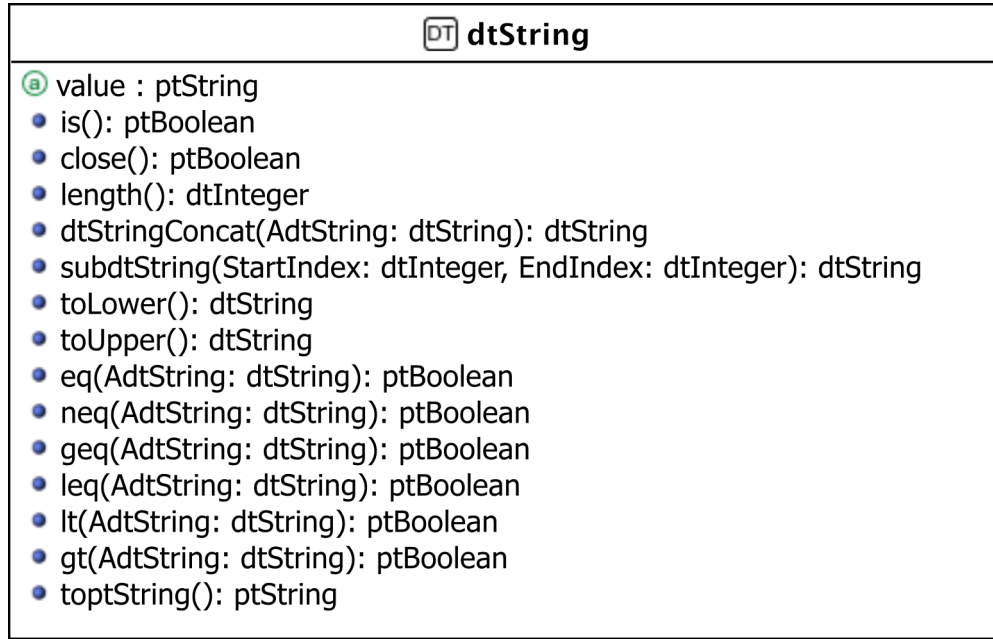 DT dtString
a value : ptString
is(): ptBoolean
close(): ptBoolean
length(): dtInteger
dtStringConcat(AdtString: dtString): dtString
subdtString(StartIndex: dtInteger, EndIndex: dtInteger): dtString
toLower(): dtString
toUpper(): dtString
eq(AdtString: dtString): ptBoolean
neq(AdtString: dtString): ptBoolean
geq(AdtString: dtString): ptBoolean
leq(AdtString: dtString): ptBoolean
lt(AdtString: dtString): ptBoolean
gt(AdtString: dtString): ptBoolean
toptString(): ptString